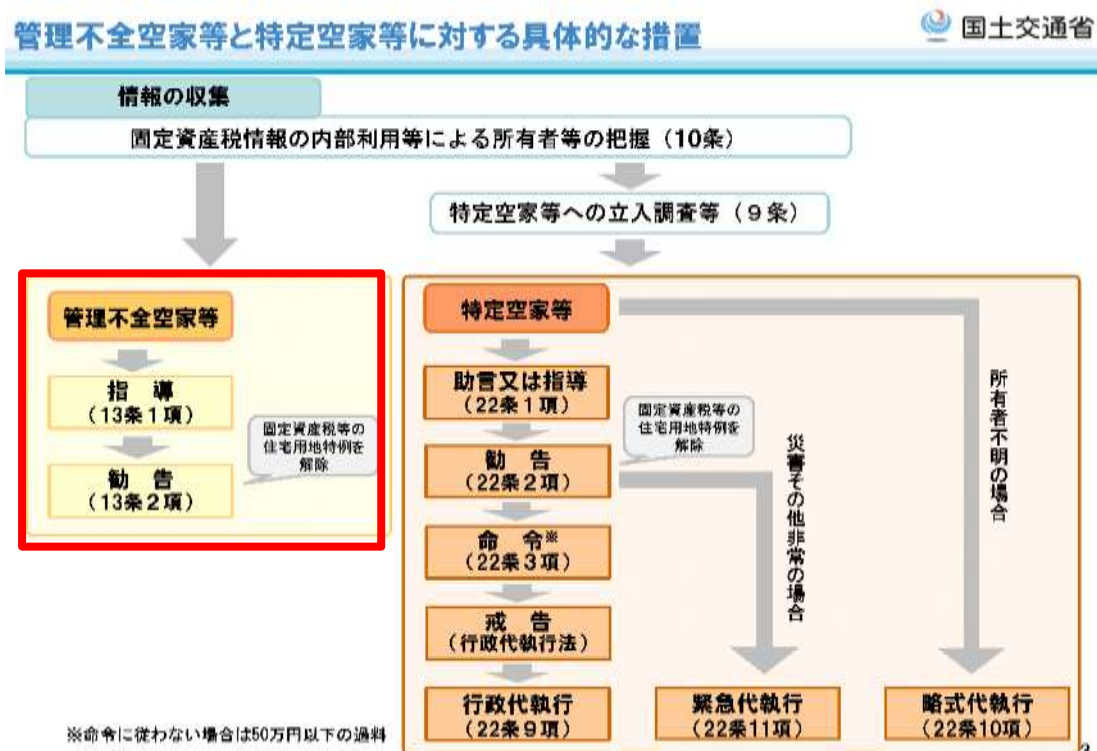 管理不全空家等と特定空家等に対する具体的な措置
国土交通省
情報の収集
固定資産税情報の内部利用等による所有者等の把握（10条）
特定空家等への立入調査等（９条）
管理不全空家等
指　導
（13条１項）
勧　告
（13条２項）
固定資産税等の
住宅用地特例を
解除
特定空家等
助言又は指導
（22条１項）
勧　告
（22条２項）
固定資産税等の
住宅用地特例を
解除
命　令※
（22条３項）
戒　告
（行政代執行法）
行政代執行
（22条９項）
災害その他非常の場合
緊急代執行
（22条11項）
所有者不明の場合
略式代執行
（22条10項）
※命令に従わない場合は50万円以下の過料
3